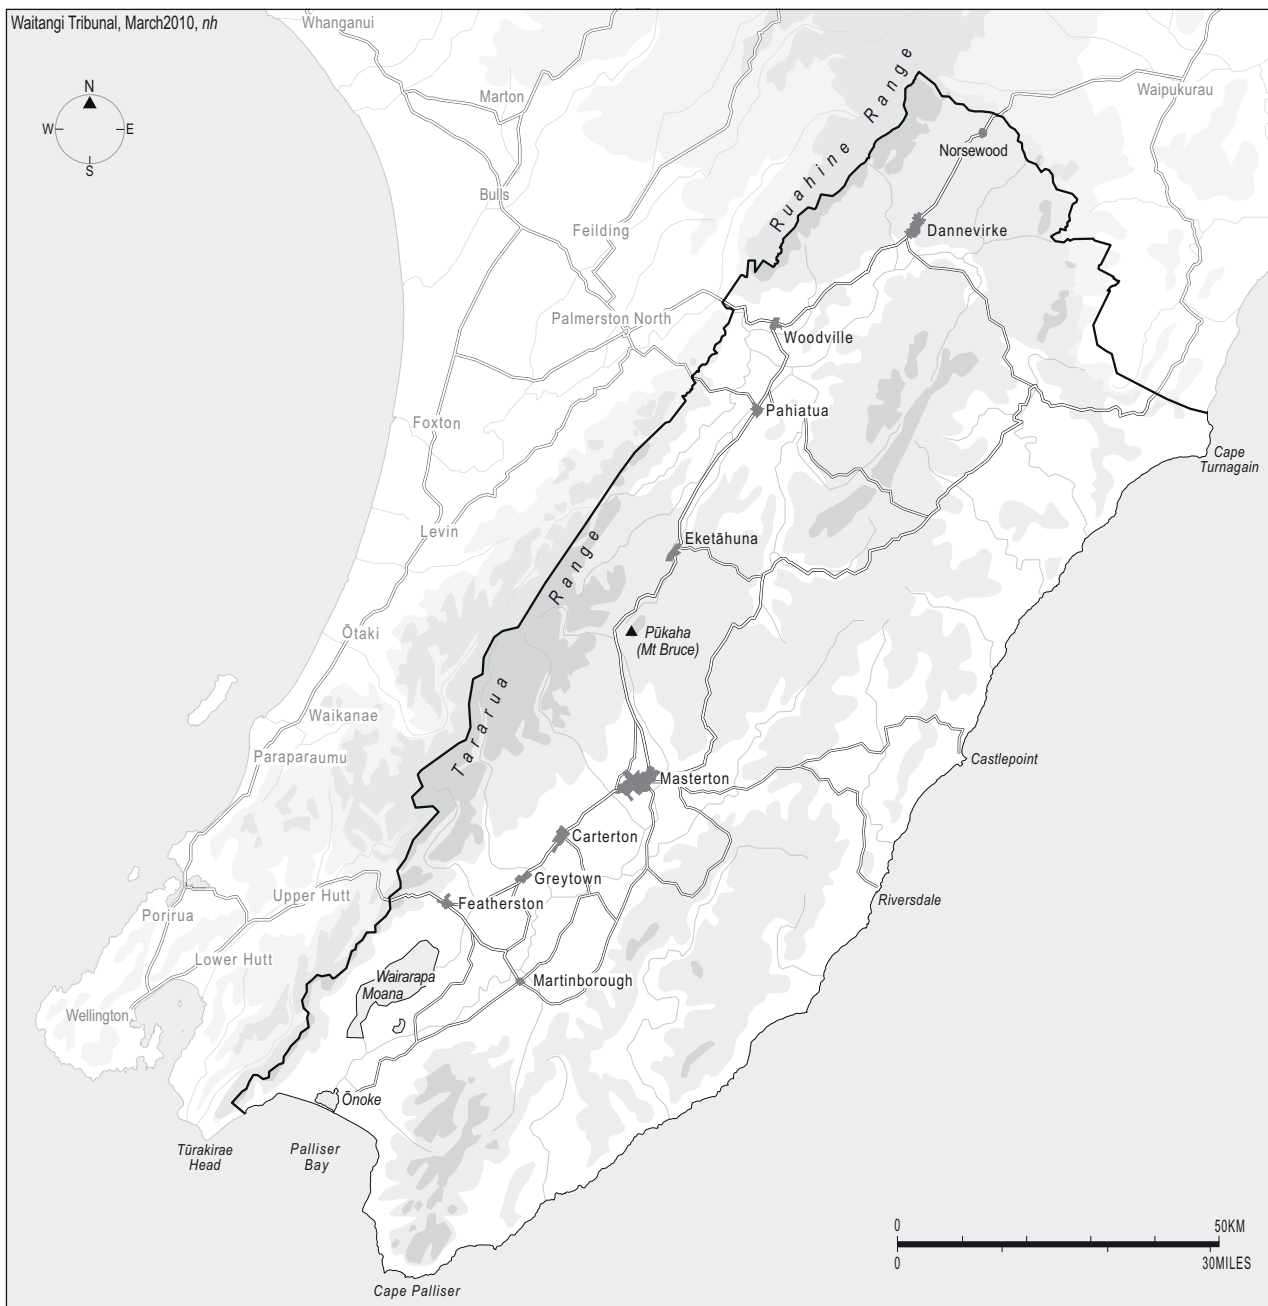 Waitangi Tribunal, March2010, nh
Whanganui
N
W
E
S
Marton
Waipukurau
Ruahine Range
Norsewood
Bulls
Feilding
Dannevirke
Palmerston North
Woodville
Pahiatua
Foxton
Cape
Turnagain
Levin
Eketāhuna
Tararua Range
Ōtaki
Pūkaha
(Mt Bruce)
Waikanae
Paraparaumu
Castlepoint
Masterton
Carterton
Greytown
Upper Hutt
Featherston
Riversdale
Porirua
Lower Hutt
Wairarapa
Moana
Martinborough
Wellington
Ōnoke
Tūrakirae
Head
Palliser
Bay
0
50KM
0
30MILES
Cape Palliser